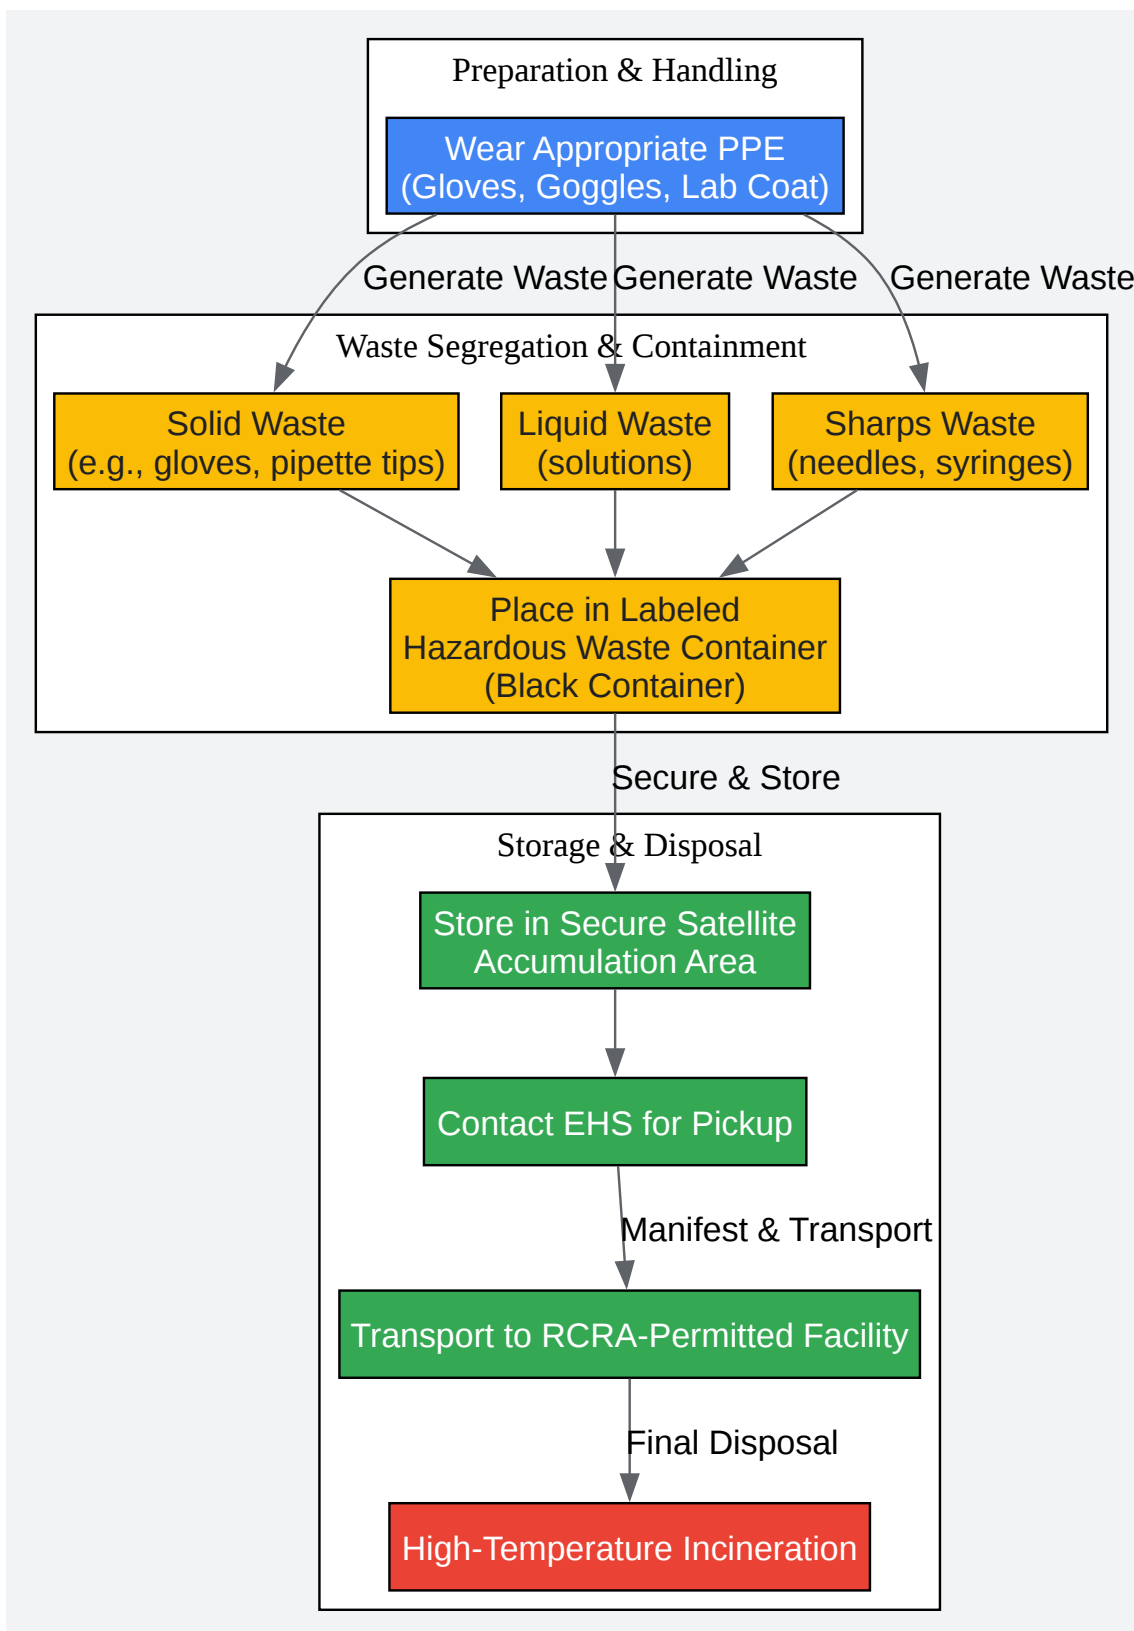 Preparation & Handling
Wear Appropriate PPE
(Gloves, Goggles, Lab Coat)
Generate Waste
Generate Waste
Generate Waste
Waste Segregation & Containment
Solid Waste
(e.g., gloves, pipette tips)
Liquid Waste
(solutions)
Sharps Waste
(needles, syringes)
Place in Labeled
Hazardous Waste Container
(Black Container)
Secure & Store
Storage & Disposal
Store in Secure Satellite
Accumulation Area
Contact EHS for Pickup
Manifest & Transport
Transport to RCRA-Permitted Facility
Final Disposal
High-Temperature Incineration